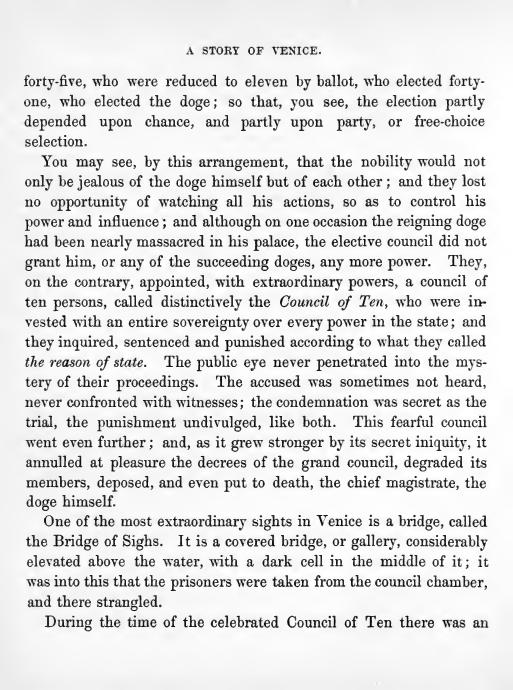 A STORY OF VENICE.
forty-five, who were reduced to eleven by ballot, who elected forty-
one, who elected the doge; so that, you see, the election partly
depended upon chance, and partly upon party, or free-choice
selection.
You may see, by this arrangement, that the nobility would not
only be jealous of the doge himself but of each other; and they lost
no opportunity of watching all his actions, so as to control his
power and influence; and although on one occasion the reigning doge
had been nearly massacred in his palace, the elective council did not
grant him, or any of the succeeding doges, any more power. They,
on the contrary, appointed, with extraordinary powers, a council of
ten persons, called distinctively the Council of Ten, who were in-
vested with an entire sovereignty over every power in the state; and
they inquired, sentenced and punished according to what they called
the reason of state. The public eye never penetrated into the mys-
tery of their proceedings. The accused was sometimes not heard,
never confronted with witnesses; the condemnation was secret as the
trial, the punishment undivulged, like both. This fearful council
went even further; and, as it grew stronger by its secret iniquity, it
annulled at pleasure the decrees of the grand council, degraded its
members, deposed, and even put to death, the chief magistrate, the
doge himself.
One of the most extraordinary sights in Venice is a bridge, called
the Bridge of Sighs. It is a covered bridge, or gallery, considerably
elevated above the water, with a dark cell in the middle of it; it
was into this that the prisoners were taken from the council chamber,
and there strangled.
During the time of the celebrated Council of Ten there was an